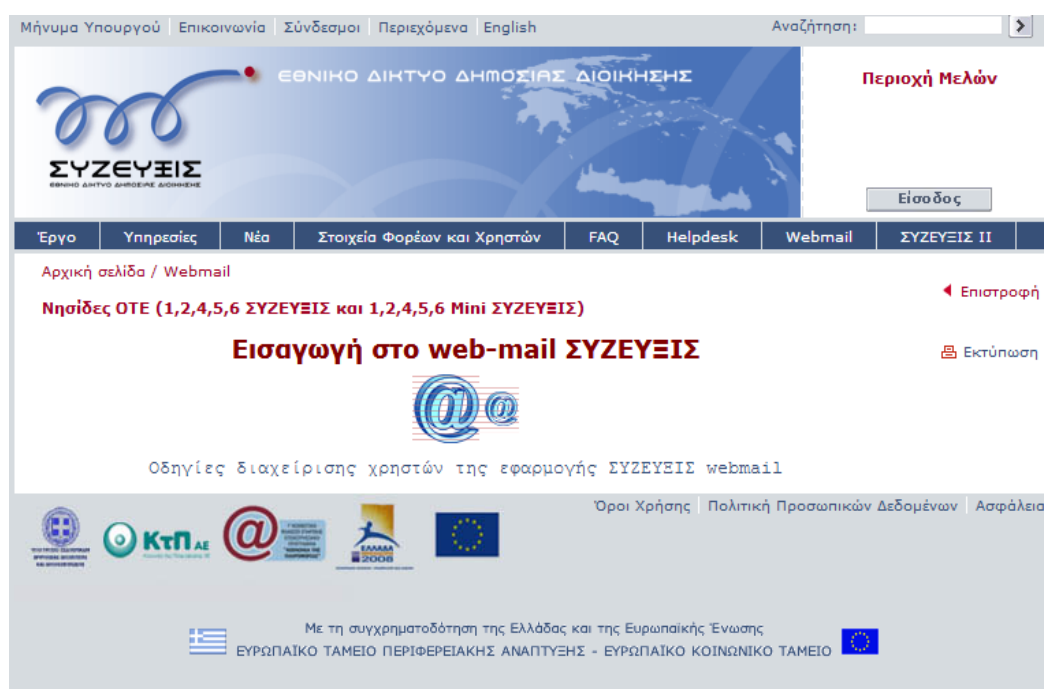 Μήνυμα Υπουργού Επικοινωνία Σύνδεσμοι Περιεχόμενα English Αναζήτηση:
ΕΘΝΙΚΟ ΔΙΚΤΥΟ ΔΗΜΟΣΙΑΣ ΔΙΟΙΚΗΣΗΣ
Περιοχή Μελών
ΣΥΖΕΥΞΙΣ
ΕΘΝΙΚΟ ΔΙΚΤΥΟ ΔΗΜΟΣΙΑΣ ΔΙΟΙΚΗΣΗΣ
Είσοδος
Έργο Υπηρεσίες Νέα Στοιχεία Φορέων και Χρηστών FAQ Helpdesk Webmail ΣΥΖΕΥΞΙΣ ΙΙ
Αρχική σελίδα / Webmail
Επιστροφή
Νησίδες ΟΤΕ (1,2,4,5,6 ΣΥΖΕΥΞΙΣ και 1,2,4,5,6 Mini ΣΥΖΕΥΞΙΣ)
Εισαγωγή στο web-mail ΣΥΖΕΥΞΙΣ
Εκτύπωση
Οδηγίες διαχείρισης χρηστών της εφαρμογής ΣΥΖΕΥΞΙΣ webmail
Όροι Χρήσης Πολιτική Προσωπικών Δεδομένων Ασφάλεια
ΚτΠ ΑΕ
ΕΛΛΑΔΑ
2008
Με τη συγχρηματοδότηση της Ελλάδας και της Ευρωπαϊκής Ένωσης
ΕΥΡΩΠΑΪΚΟ ΤΑΜΕΙΟ ΠΕΡΙΦΕΡΕΙΑΚΗΣ ΑΝΑΠΤΥΞΗΣ - ΕΥΡΩΠΑΪΚΟ ΚΟΙΝΩΝΙΚΟ ΤΑΜΕΙΟ